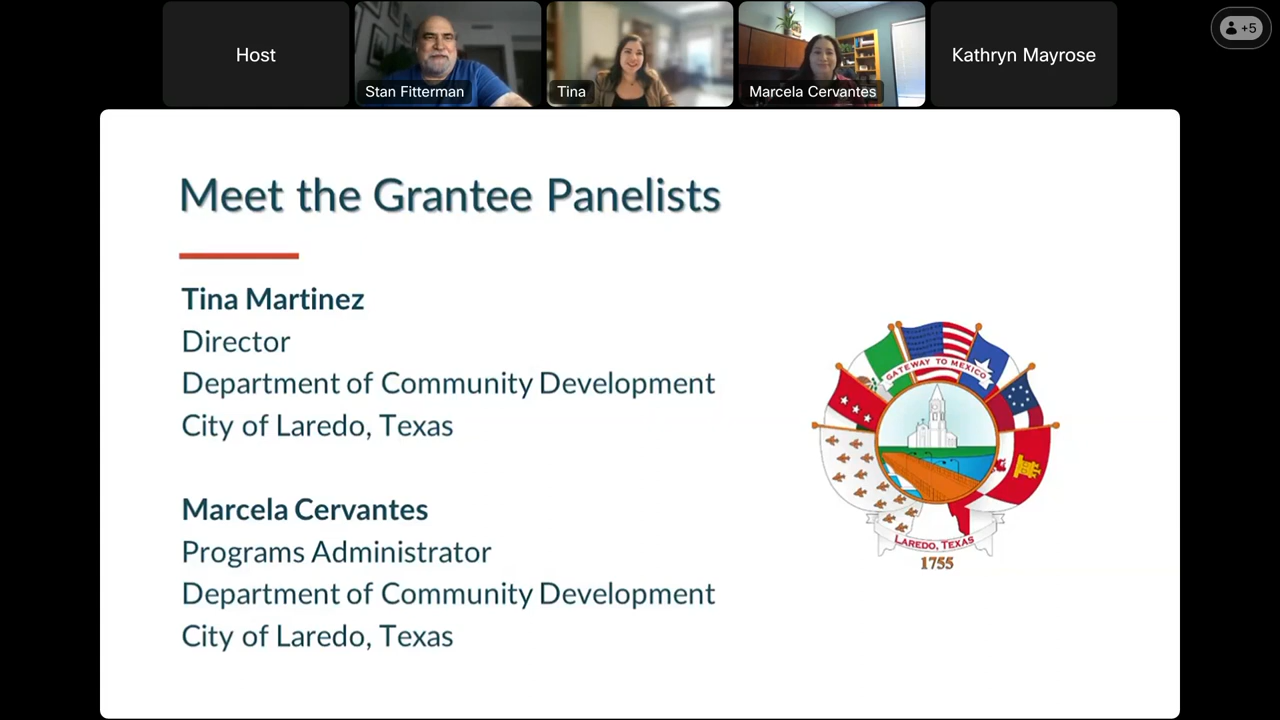 Host
Stan Fitterman
Tina
Marcela Cervantes
Kathryn Mayrose
+5
Meet the Grantee Panelists
Tina Martinez
Director
Department of Community Development
City of Laredo, Texas
Marcela Cervantes
Programs Administrator
Department of Community Development
City of Laredo, Texas
GATEWAY TO MEXICO
LAREDO, TEXAS
1755